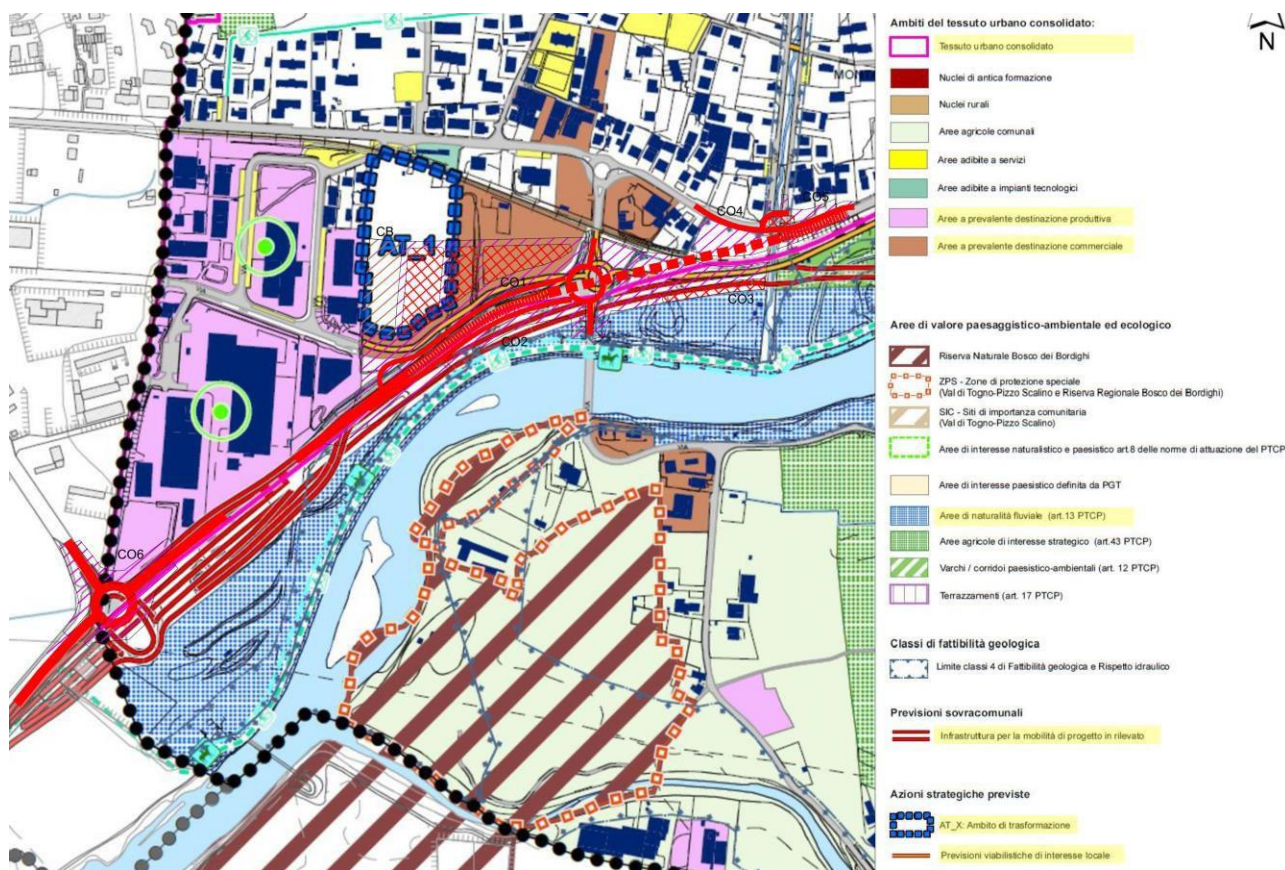 CO4
CO5
MON
CB
AT_1
CO1
CO3
CO2
VIA
CO6
Ambiti del tessuto urbano consolidato:
N
Tessuto urbano consolidato
Nuclei di antica formazione
Nuclei rurali
Aree agricole comunali
Aree adibite a servizi
Aree adibite a impianti tecnologici
Aree a prevalente destinazione produttiva
Aree a prevalente destinazione commerciale
Aree di valore paesaggistico-ambientale ed ecologico
Riserva Naturale Bosco dei Bordighi
ZPS - Zone di protezione speciale
(Val di Togno-Pizzo Scalino e Riserva Regionale Bosco dei Bordighi)
SIC - Siti di importanza comunitaria
(Val di Togno-Pizzo Scalino)
Aree di interesse naturalistico e paesistico art.8 delle norme di attuazione del PTCP
Aree di interesse paesistico definita da PGT
Aree di naturalità fluviale (art.13 PTCP)
Aree agricole di interesse strategico (art.43 PTCP)
Varchi / corridoi paesistico-ambientali (art. 12 PTCP)
Terrazzamenti (art. 17 PTCP)
Classi di fattibilità geologica
Limite classi 4 di Fattibilità geologica e Rispetto idraulico
Previsioni sovracomunali
Infrastruttura per la mobilità di progetto in rilevato
Azioni strategiche previste
AT_X: Ambito di trasformazione
Previsioni viabilistiche di interesse locale